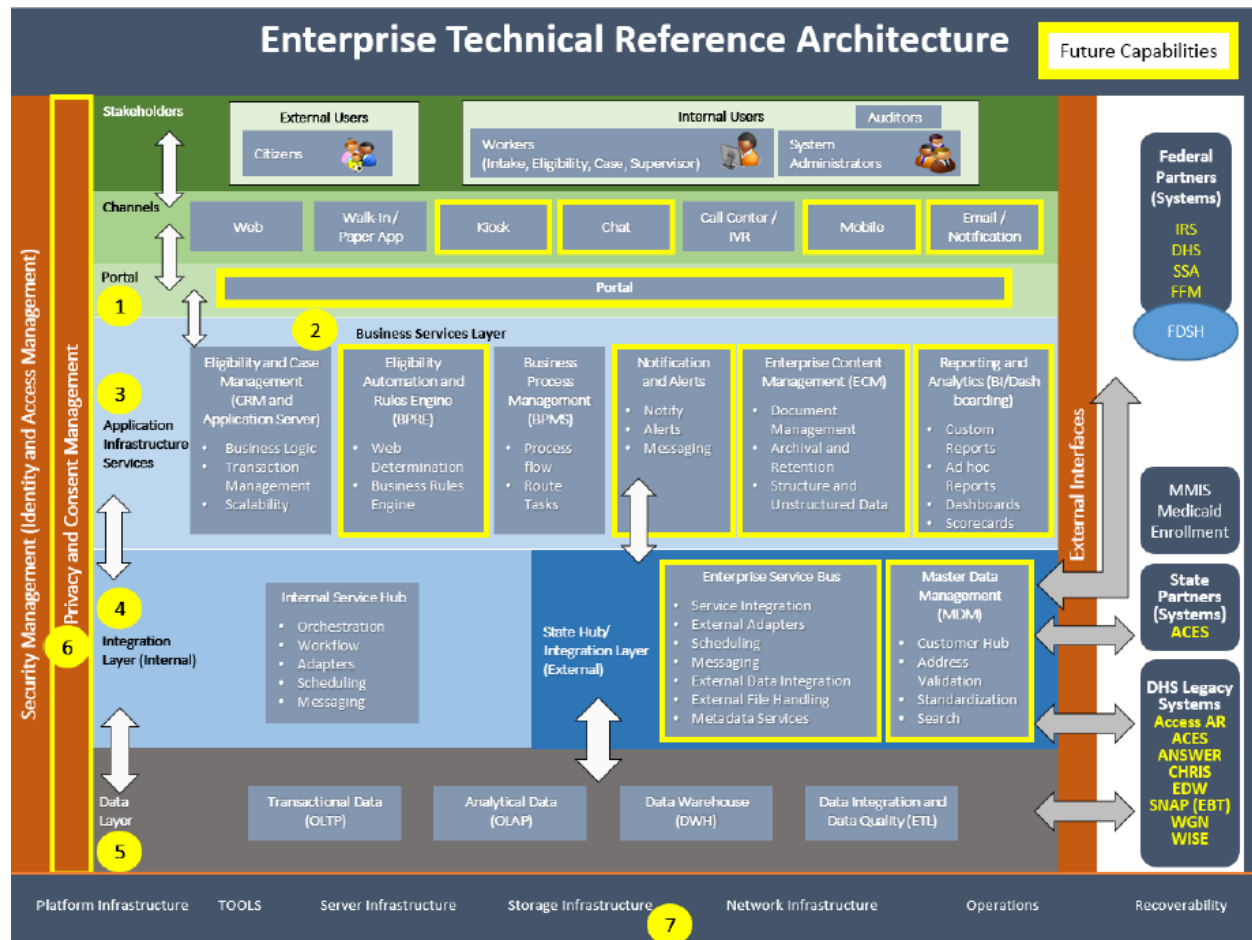 Enterprise Technical Reference Architecture
Future Capabilities
Security Management (Identity and Access Management)
Privacy and Consent Management
6
Stakeholders
External Users
Citizens
Internal Users
Auditors
Workers
(Intake, Eligibility, Case, Supervisor)
System
Administrators
Channels
Web
Walk-In /
Paper App
Kiosk
Chat
Call Center /
IVR
Mobile
Email /
Notification
Portal
1
Portal
2
Business Services Layer
3
Application
Infrastructure
Services
Eligibility and Case
Management
(CRM and
Application Server)
• Business Logic
• Transaction
Management
• Scalability
Eligibility
Automation and
Rules Engine
(BPRE)
• Web
Determination
• Business Rules
Engine
Business
Process
Management
(BPMS)
• Process
flow
• Route
Tasks
Notification
and Alerts
• Notify
• Alerts
• Messaging
Enterprise Content
Management (ECM)
• Document
Management
• Archival and
Retention
• Structure and
Unstructured Data
Reporting and
Analytics (BI/Dash
boarding)
• Custom
Reports
• Ad hoc
Reports
• Dashboards
• Scorecards
4
Integration
Layer (Internal)
Internal Service Hub
• Orchestration
• Workflow
• Adapters
• Scheduling
• Messaging
State Hub/
Integration Layer
(External)
Enterprise Service Bus
• Service Integration
• External Adapters
• Scheduling
• Messaging
• External Data Integration
• External File Handling
• Metadata Services
Master Data
Management
(MDM)
• Customer Hub
• Address
Validation
• Standardization
• Search
Data
Layer
5
Transactional Data
(OLTP)
Analytical Data
(OLAP)
Data Warehouse
(DWH)
Data Integration and
Data Quality (ETL)
External Interfaces
Federal
Partners
(Systems)
IRS
DHS
SSA
FFM
FDSH
MMIS
Medicaid
Enrollment
State
Partners
(Systems)
ACES
DHS Legacy
Systems
Access AR
ACES
ANSWER
CHRIS
EDW
SNAP (EBT)
WGN
WISE
Platform Infrastructure
TOOLS
Server Infrastructure
Storage Infrastructure
7
Network Infrastructure
Operations
Recoverability